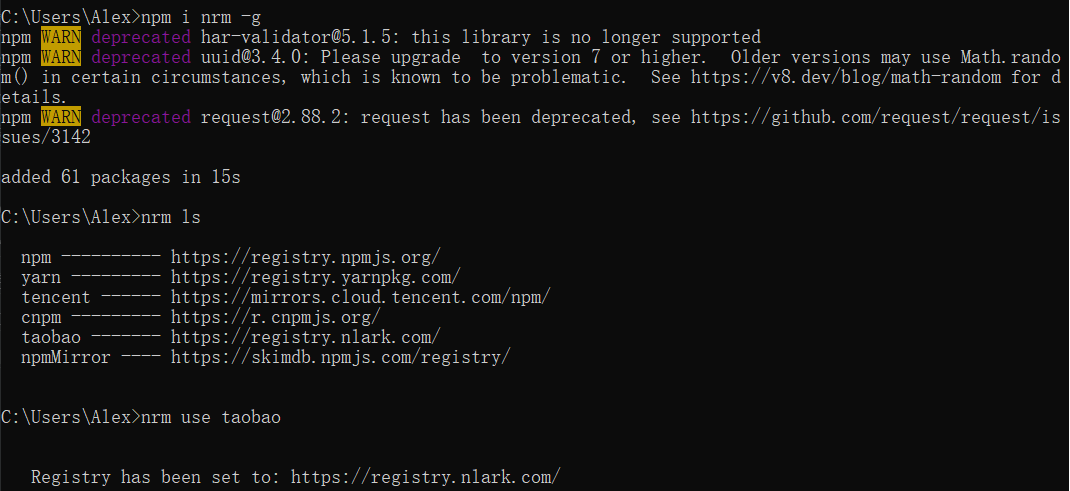 C:\Users\Alex>npm i nrm -g
npm WARN deprecated har-validator@5.1.5: this library is no longer supported
npm WARN deprecated uuid@3.4.0: Please upgrade  to version 7 or higher.  Older versions may use Math.rando
m() in certain circumstances, which is known to be problematic.  See https://v8.dev/blog/math-random for d
etails.
npm WARN deprecated request@2.88.2: request has been deprecated, see https://github.com/request/request/is
sues/3142
added 61 packages in 15s
C:\Users\Alex>nrm ls
npm ---------- https://registry.npmjs.org/
yarn --------- https://registry.yarnpkg.com/
tencent ------ https://mirrors.cloud.tencent.com/npm/
cnpm --------- https://r.cnpmjs.org/
taobao ------- https://registry.nlark.com/
npmMirror ---- https://skimdb.npmjs.com/registry/
C:\Users\Alex>nrm use taobao
Registry has been set to: https://registry.nlark.com/